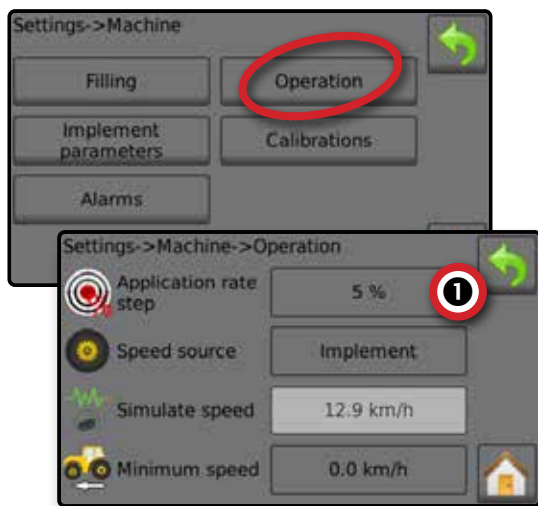 Settings->Machine
Filling
Operation
Implement
parameters
Calibrations
Alarms
Settings->Machine->Operation
Application rate
step
5 %
1
Speed source
Implement
Simulate speed
12.9 km/h
Minimum speed
0.0 km/h